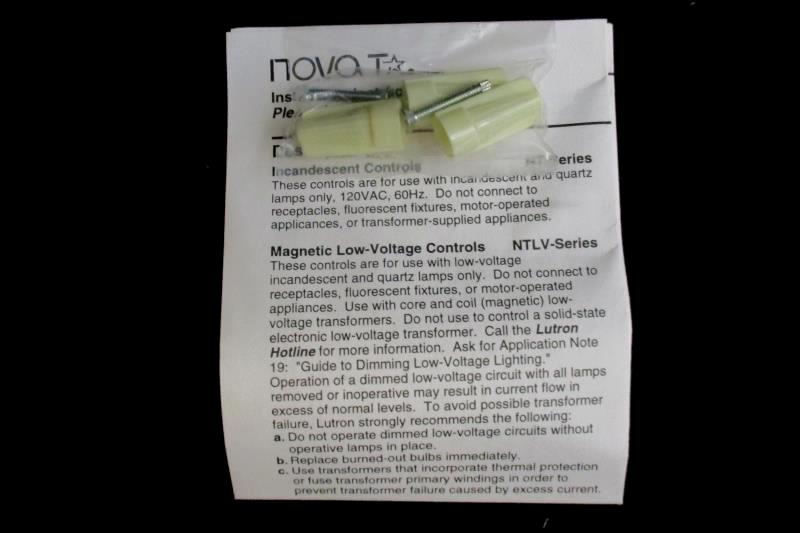 nova T☆
Ins
Ple
Des
Incandescent Controls NT-Series
These controls are for use with incandescent and quartz
lamps only, 120VAC, 60Hz. Do not connect to
receptacles, fluorescent fixtures, motor-operated
applicances, or transformer-supplied appliances.
Magnetic Low-Voltage Controls NTLV-Series
These controls are for use with low-voltage
incandescent and quartz lamps only. Do not connect to
receptacles, fluorescent fixtures, or motor-operated
appliances. Use with core and coil (magnetic) low-
voltage transformers. Do not use to control a solid-state
electronic low-voltage transformer. Call the Lutron
Hotline for more information. Ask for Application Note
19: "Guide to Dimming Low-Voltage Lighting."
Operation of a dimmed low-voltage circuit with all lamps
removed or inoperative may result in current flow in
excess of normal levels. To avoid possible transformer
failure, Lutron strongly recommends the following:
a. Do not operate dimmed low-voltage circuits without
operative lamps in place.
b. Replace burned-out bulbs immediately.
c. Use transformers that incorporate thermal protection
or fuse transformer primary windings in order to
prevent transformer failure caused by excess current.